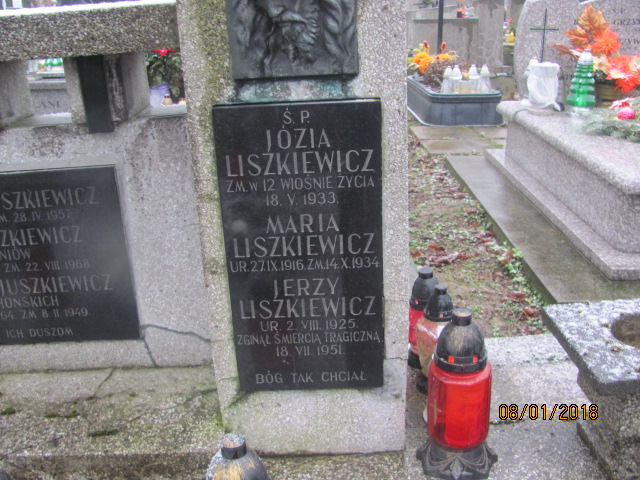 SZKIEWICZ
ZM. 28.IV.1957.
ZKIEWICZ
NIÓW
ZM. 22.VIII.1968
JUSZKIEWICZ
HOŃSKICH
64. ZM. 8.II.1949.
ICH DUSZOM
Ś.P.
JÓZIA
LISZKIEWICZ
ZM. W 12 WIOŚNIE ŻYCIA
18.V.1933.
MARIA
LISZKIEWICZ
UR. 27.IX.1916. ZM. 14.X.1934.
JERZY
LISZKIEWICZ
UR. 2.VIII.1925.
ZGINĄŁ ŚMIERCIĄ TRAGICZNĄ
18.VII.1951.
BÓG TAK CHCIAŁ
08/01/2018